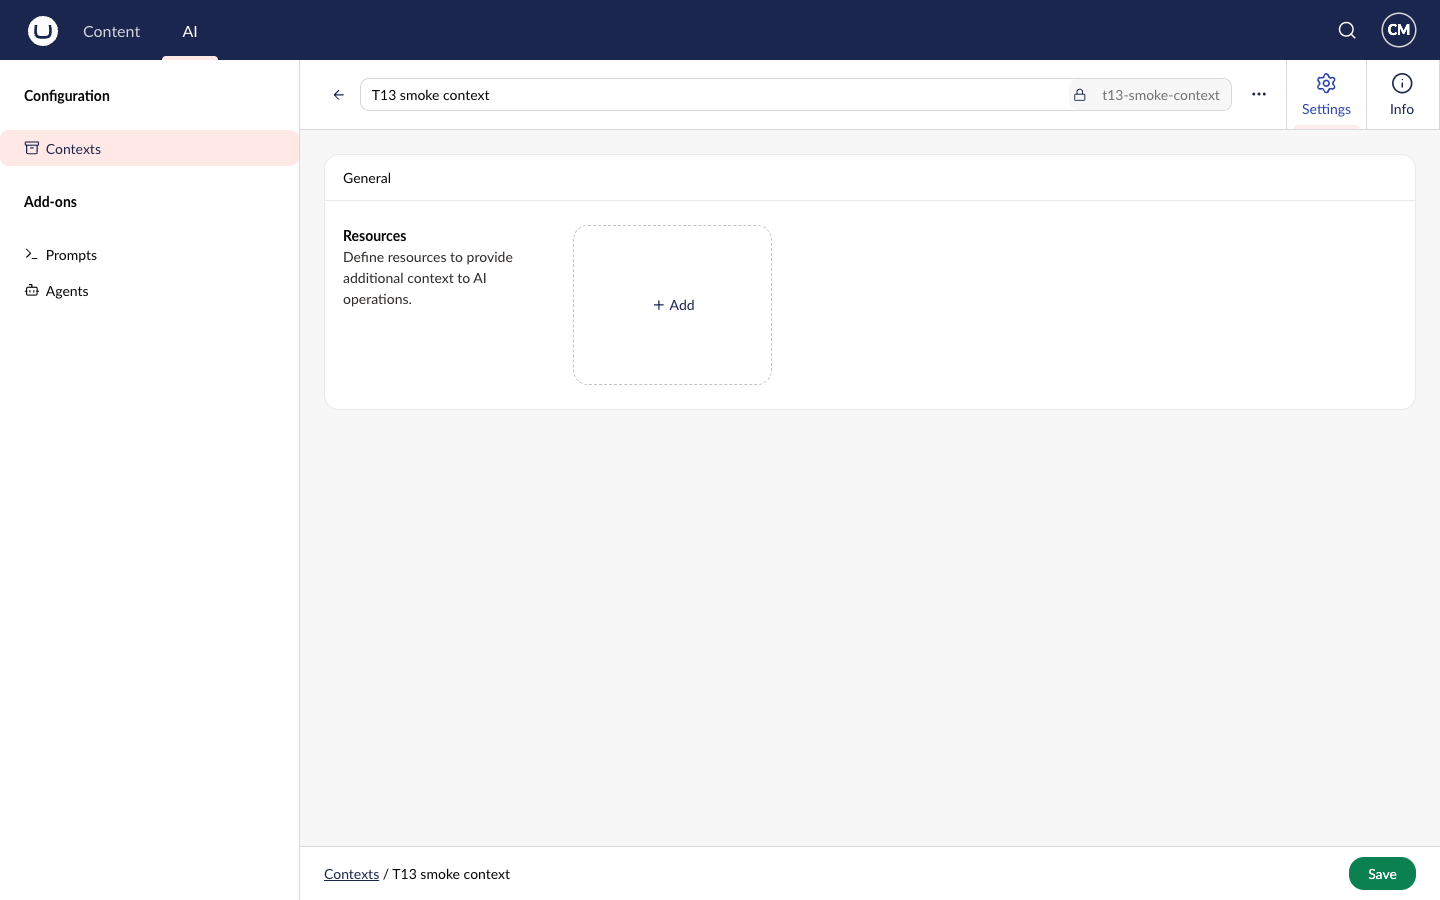 Content
AI
CM
Configuration
Contexts
Add-ons
Prompts
Agents
T13 smoke context
t13-smoke-context
Settings
Info
General
Resources
Define resources to provide
additional context to AI
operations.
+ Add
Contexts / T13 smoke context
Save